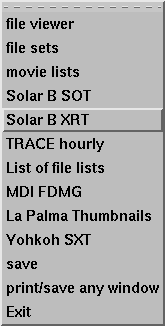 file viewer
file sets
movie lists
Solar B SOT
Solar B XRT
TRACE hourly
List of file lists
MDI FDMG
La Palma Thumbnails
Yohkoh SXT
save
print/save any window
Exit